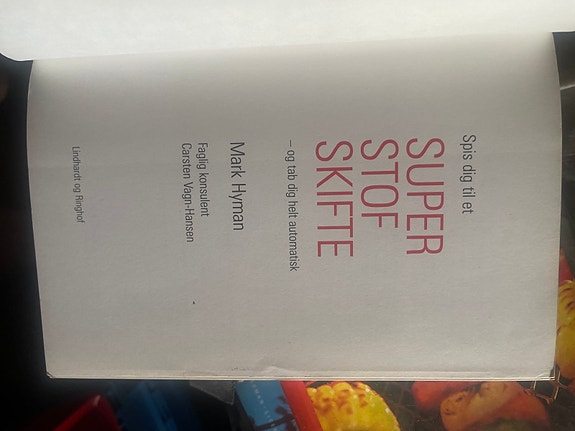 Spis dig til et
SUPER
STOF
SKIFTE
– og tab dig helt automatisk
Mark Hyman
Faglig konsulent
Carsten Vagn-Hansen
Lindhardt og Ringhof